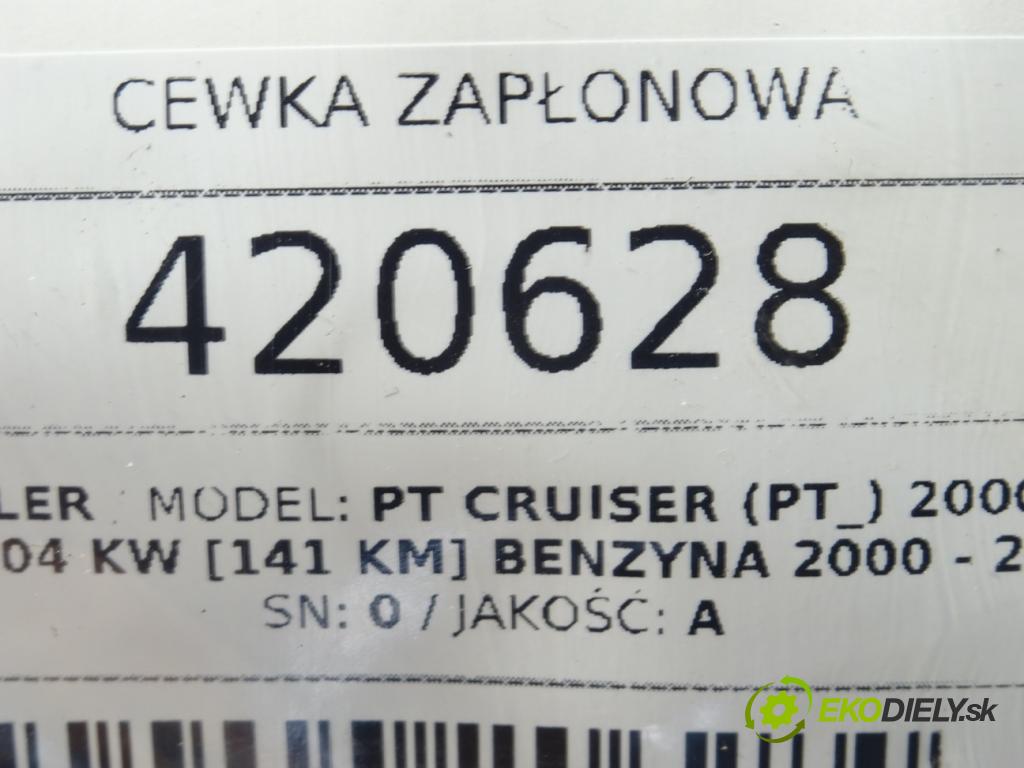 CEWKA ZAPŁONOWA
420628
LER MODEL: PT CRUISER (PT_) 2000
04 KW [141 KM] BENZYNA 2000 - 2
SN: 0 / JAKOŚĆ: A
EKODIELY.sk